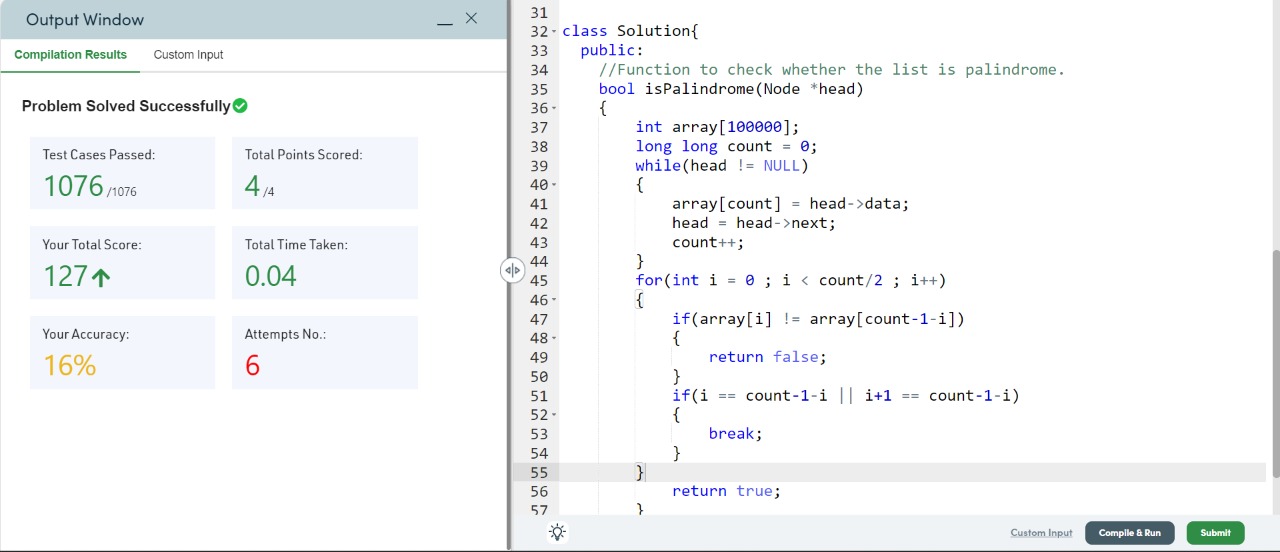 Output Window
Compilation Results
Custom Input
Problem Solved Successfully
Test Cases Passed:
1076 /1076
Total Points Scored:
4 /4
Your Total Score:
127
Total Time Taken:
0.04
Your Accuracy:
16%
Attempts No.:
6
31
32 class Solution{
33 public:
34 //Function to check whether the list is palindrome.
35 bool isPalindrome(Node *head)
36 {
37 int array[100000];
38 long long count = 0;
39 while(head != NULL)
40 {
41 array[count] = head->data;
42 head = head->next;
43 count++;
44 }
45 for(int i = 0 ; i < count/2 ; i++)
46 {
47 if(array[i] != array[count-1-i])
48 {
49 return false;
50 }
51 if(i == count-1-i || i+1 == count-1-i)
52 {
53 break;
54 }
55 }
56 return true;
57 }
Custom Input
Compile & Run
Submit